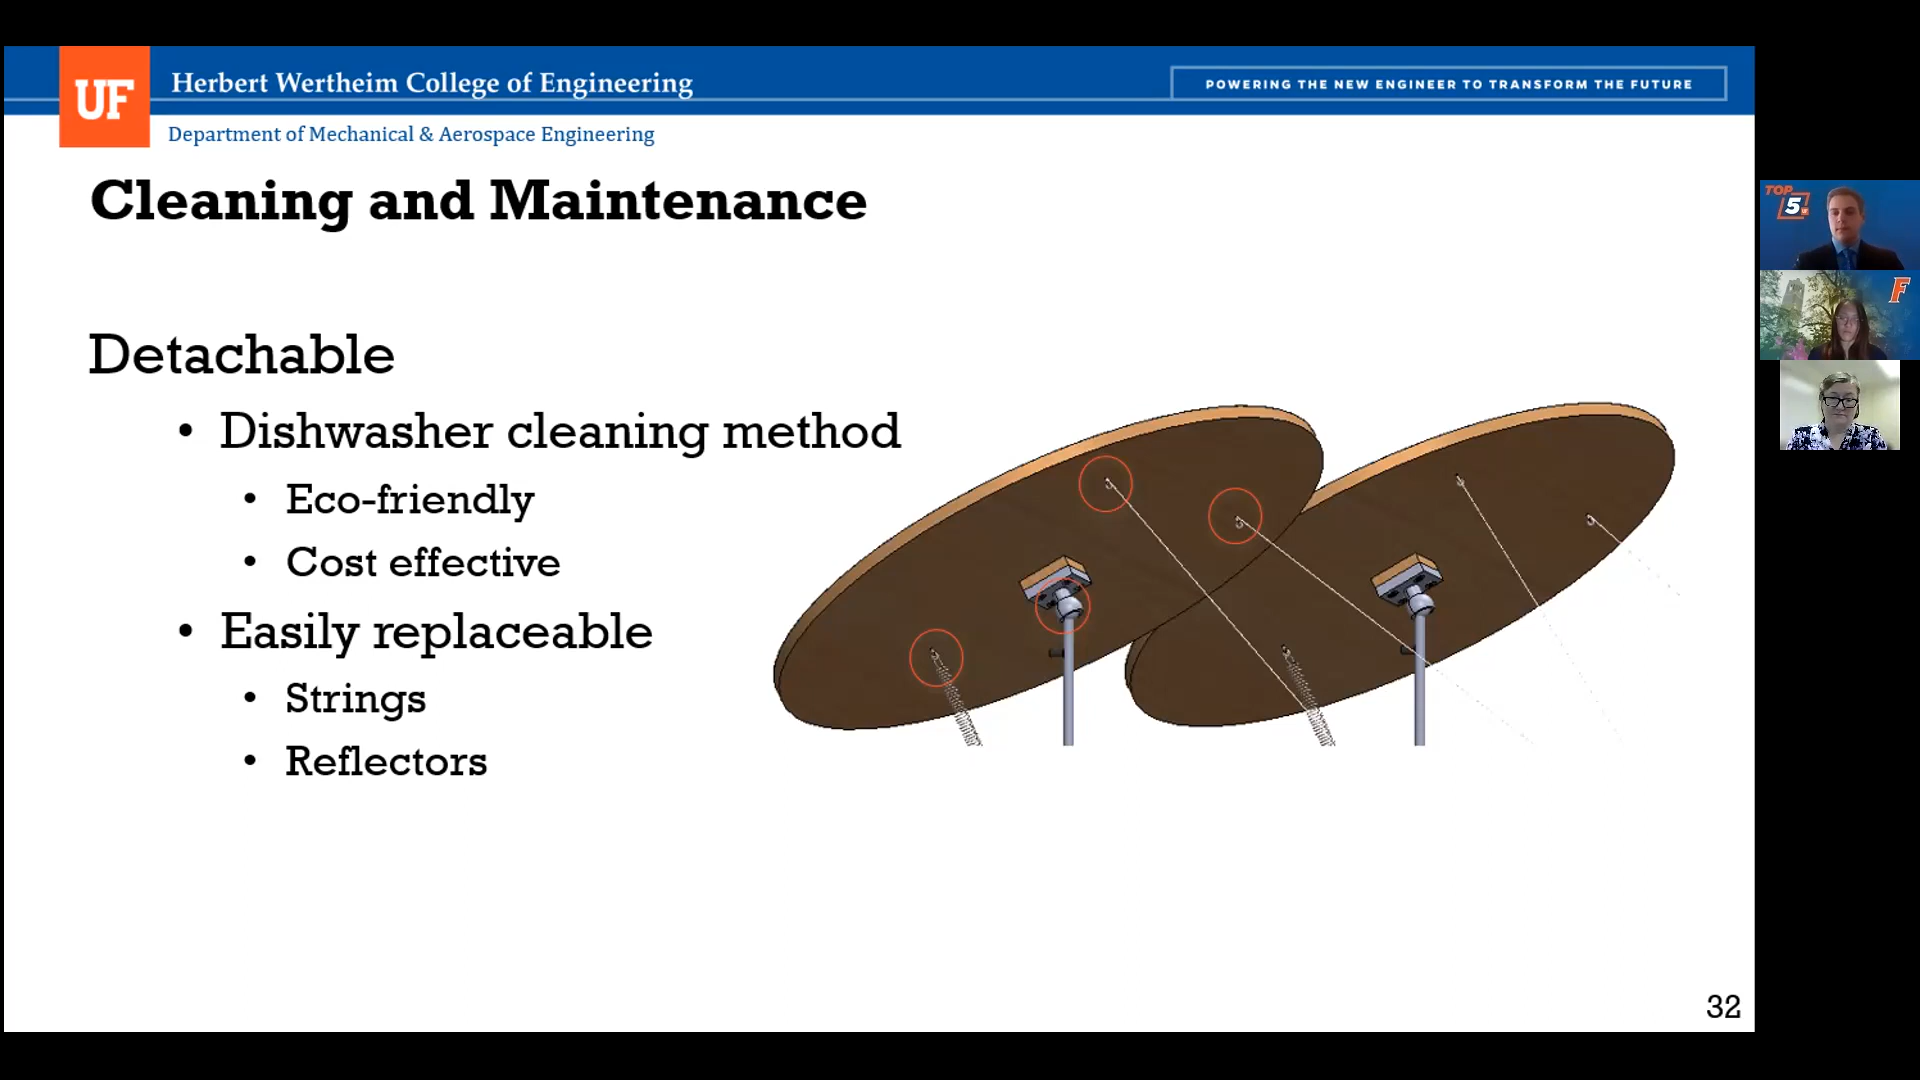 UF
Herbert Wertheim College of Engineering
POWERING THE NEW ENGINEER TO TRANSFORM THE FUTURE
Department of Mechanical & Aerospace Engineering
Cleaning and Maintenance
Detachable
• Dishwasher cleaning method
• Eco-friendly
• Cost effective
• Easily replaceable
• Strings
• Reflectors
32
TOP
5
F